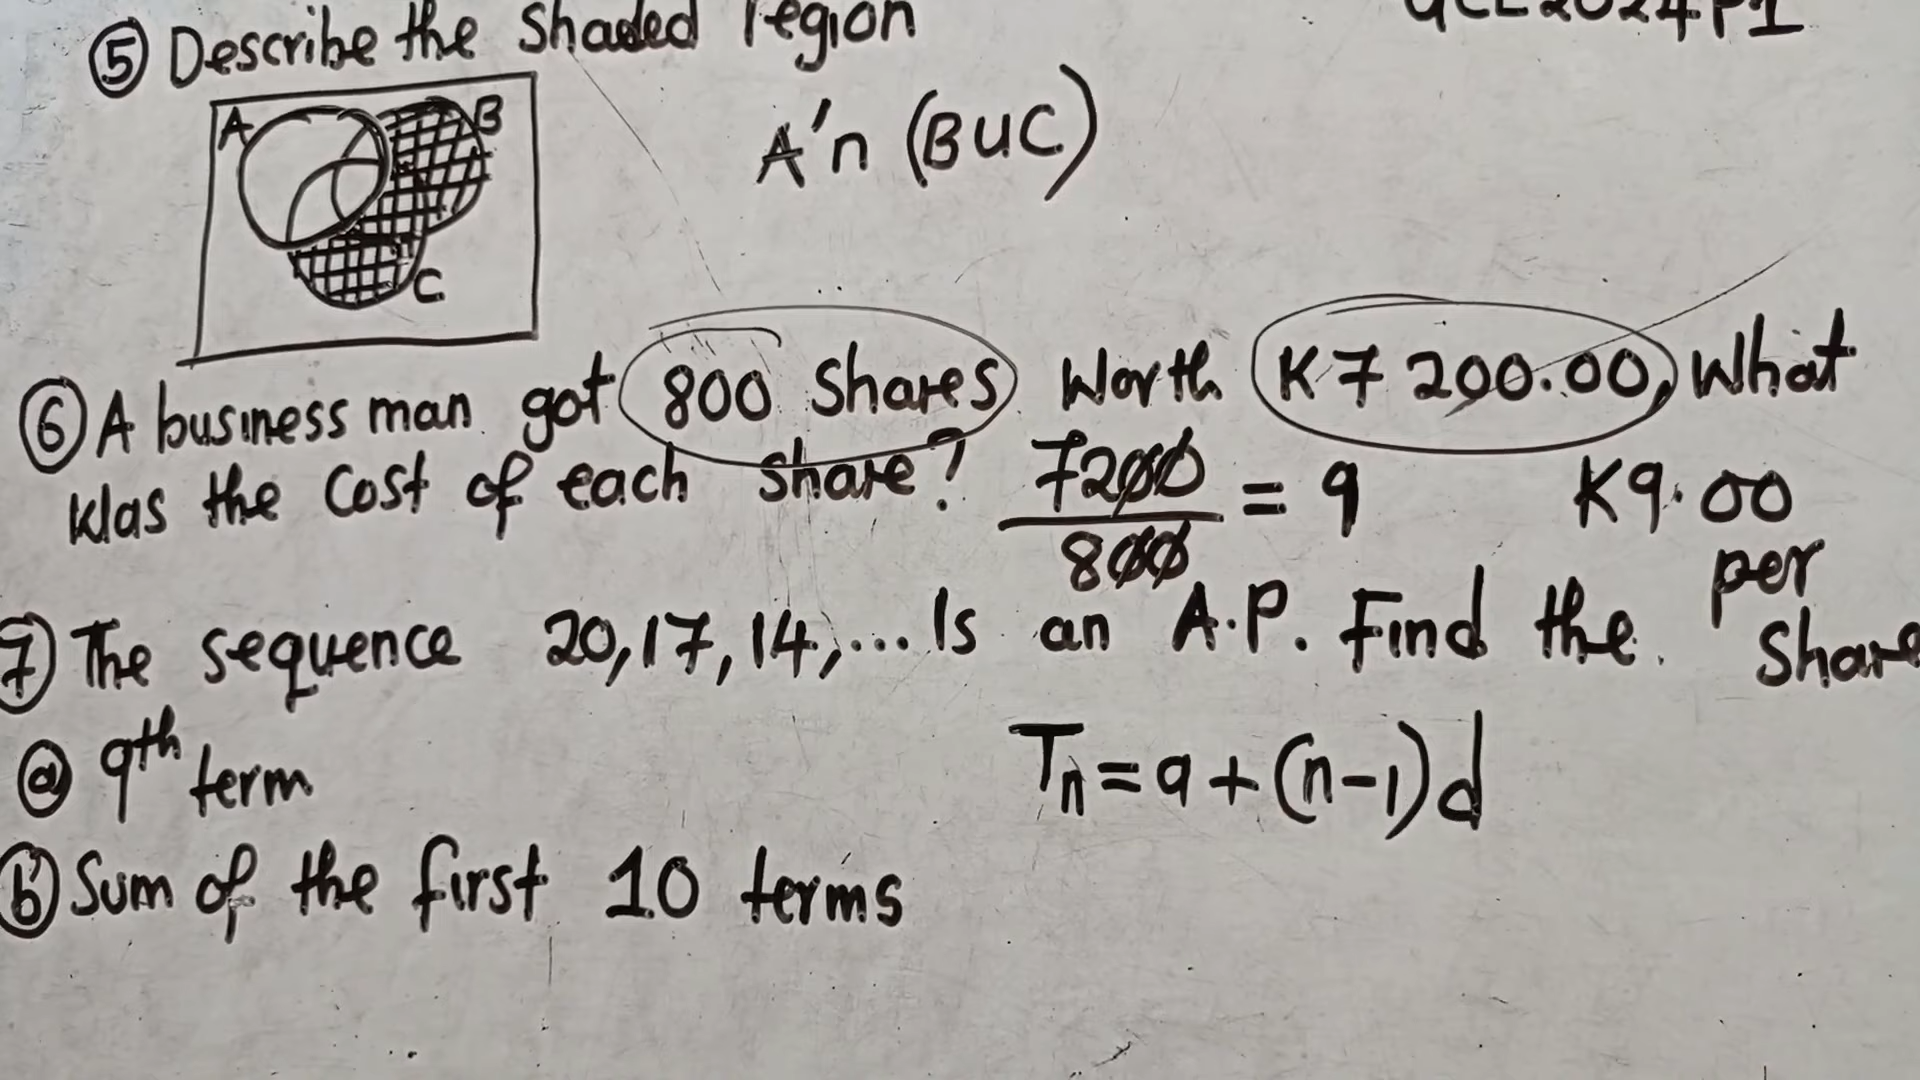 GCE2024P1
⑤ Describe the shaded region
A B C
A'n (BUC)
⑥ A business man got 800 Shares Worth K7 200.00, What
Was the Cost of each share? 7200/800 = 9 K9.00
per
Share
⑦ The sequence 20,17,14,... Is an A.P. Find the
ⓐ 9th term
Tn = a + (n-1)d
ⓑ Sum of the first 10 terms